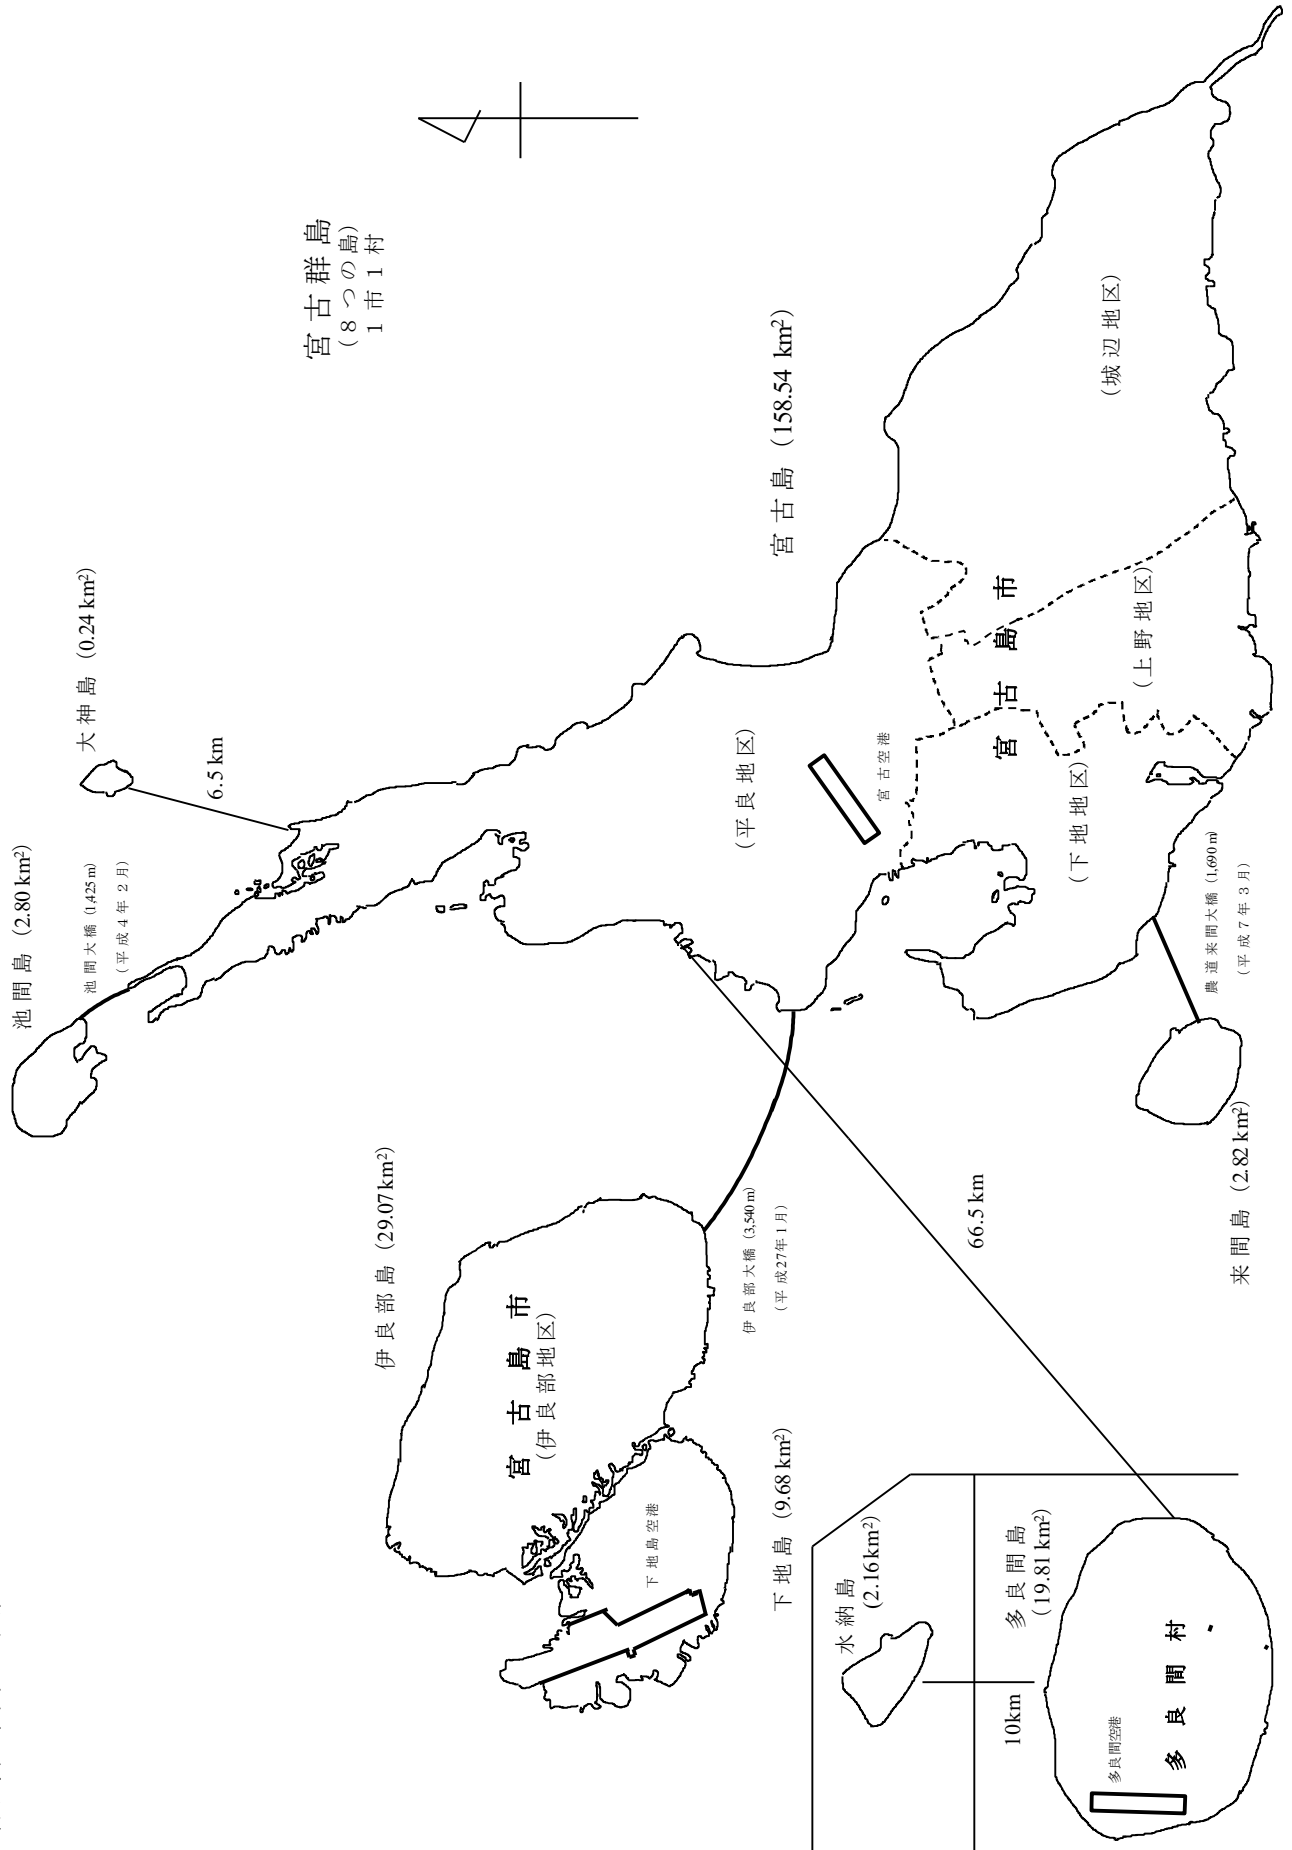 宮古群島
(８つの島)
１市１村
池間島 (2.80 km²)
池間大橋 (1,425 m)
(平成４年２月)
大神島 (0.24 km²)
6.5 km
宮古島 (158.54 km²)
(平良地区)
宮古空港
宮古島市
(城辺地区)
(上野地区)
(下地地区)
農道来間大橋 (1,690 m)
(平成７年３月)
来間島 (2.82 km²)
伊良部島 (29.07 km²)
宮古島市
(伊良部地区)
伊良部大橋 (3,540 m)
(平成27年１月)
下地島空港
下地島 (9.68 km²)
66.5 km
水納島
(2.16 km²)
多良間島
(19.81 km²)
10km
多良間空港
多良間村